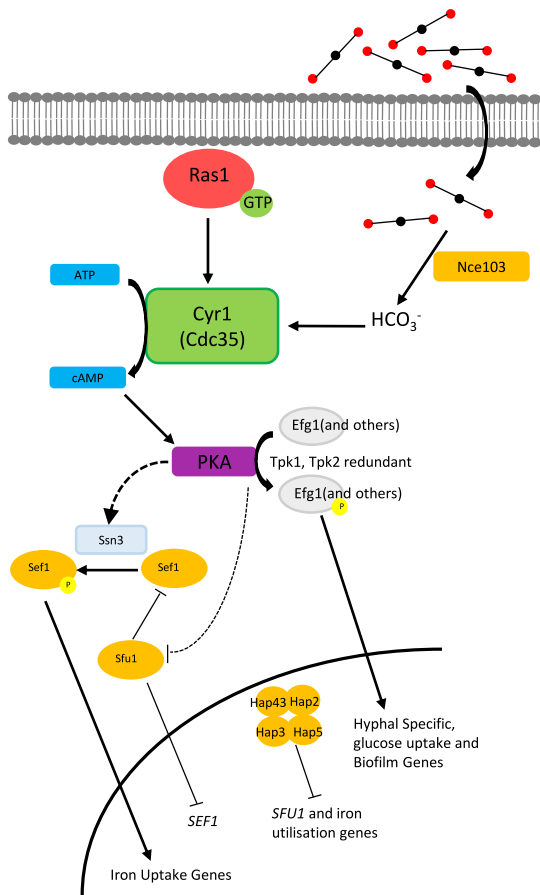 Ras1
GTP
ATP
Nce103
Cyr1
(Cdc35)
HCO3-
cAMP
Efg1(and others)
PKA
Tpk1, Tpk2 redundant
Efg1(and others)
P
Ssn3
Sef1
P
Sef1
Sfu1
Hap43
Hap2
Hap3
Hap5
Hyphal Specific,
glucose uptake and
Biofilm Genes
SEF1
SFU1 and iron
utilisation genes
Iron Uptake Genes